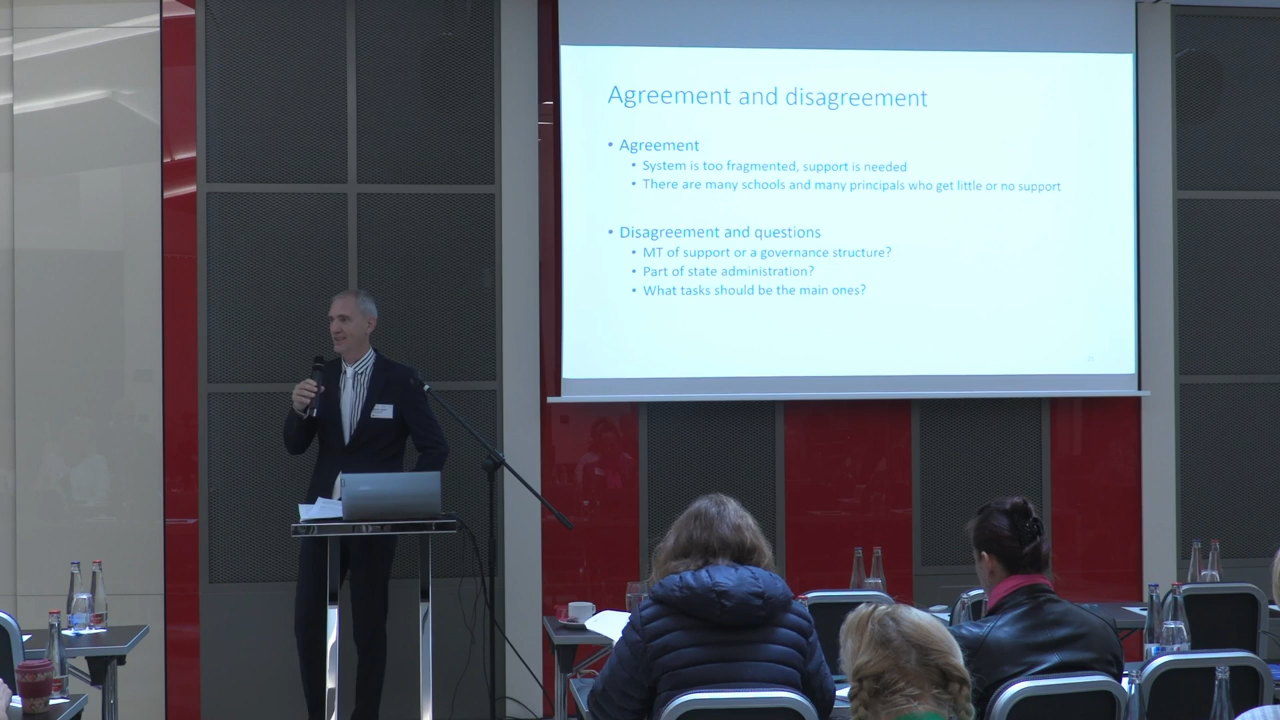 Agreement and disagreement
• Agreement
• System is too fragmented, support is needed
• There are many schools and many principals who get little or no support
• Disagreement and questions
• MT of support or a governance structure?
• Part of state administration?
• What tasks should be the main ones?